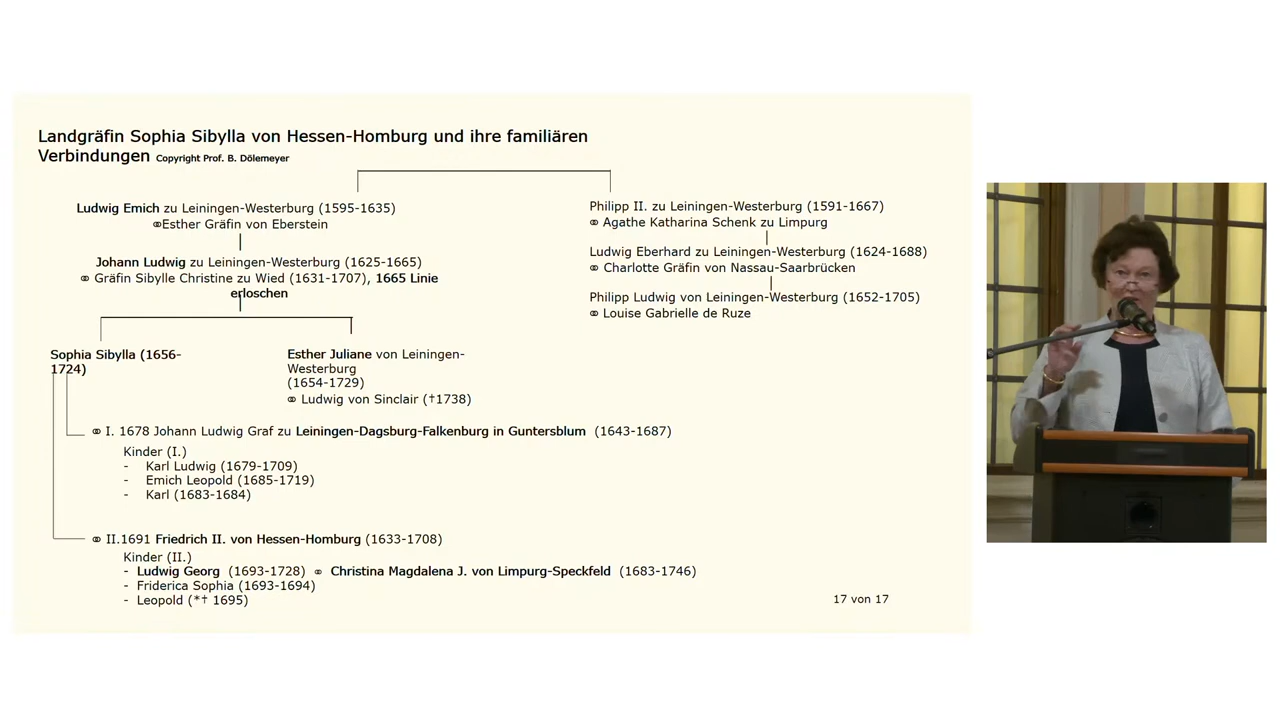 Landgräfin Sophia Sibylla von Hessen-Homburg und ihre familiären
Verbindungen Copyright Prof. B. Dölemeyer
Ludwig Emich zu Leiningen-Westerburg (1595-1635)
⚭Esther Gräfin von Eberstein
Johann Ludwig zu Leiningen-Westerburg (1625-1665)
⚭ Gräfin Sibylle Christine zu Wied (1631-1707), 1665 Linie
erloschen
Philipp II. zu Leiningen-Westerburg (1591-1667)
⚭ Agathe Katharina Schenk zu Limpurg
Ludwig Eberhard zu Leiningen-Westerburg (1624-1688)
⚭ Charlotte Gräfin von Nassau-Saarbrücken
Philipp Ludwig von Leiningen-Westerburg (1652-1705)
⚭ Louise Gabrielle de Ruze
Sophia Sibylla (1656-
1724)
Esther Juliane von Leiningen-
Westerburg
(1654-1729)
⚭ Ludwig von Sinclair (†1738)
⚭ I. 1678 Johann Ludwig Graf zu Leiningen-Dagsburg-Falkenburg in Guntersblum (1643-1687)
Kinder (I.)
- Karl Ludwig (1679-1709)
- Emich Leopold (1685-1719)
- Karl (1683-1684)
⚭ II.1691 Friedrich II. von Hessen-Homburg (1633-1708)
Kinder (II.)
- Ludwig Georg (1693-1728) ⚭ Christina Magdalena J. von Limpurg-Speckfeld (1683-1746)
- Friderica Sophia (1693-1694)
- Leopold (*† 1695)
17 von 17